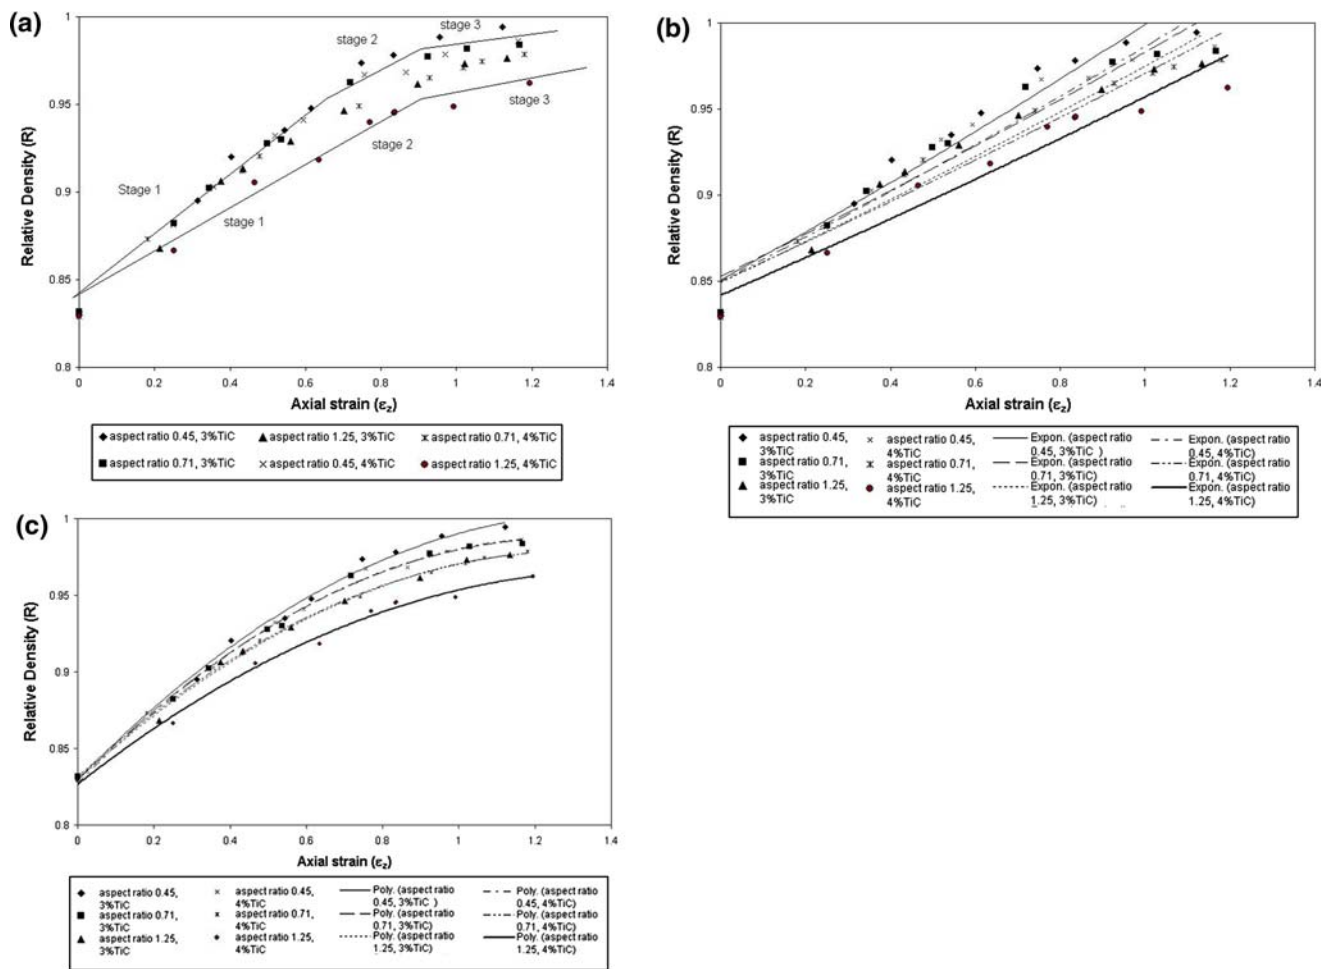 (a)
1
0.95
0.9
0.85
0.8
Relative Density (R)
stage 3
stage 2
Stage 1
stage 1
stage 2
stage 3
0 0.2 0.4 0.6 0.8 1 1.2 1.4
Axial strain (εz)
aspect ratio 0.45, 3%TiC aspect ratio 1.25, 3%TiC aspect ratio 0.71, 4%TiC
aspect ratio 0.71, 3%TiC aspect ratio 0.45, 4%TiC aspect ratio 1.25, 4%TiC
(b)
1
0.95
0.9
0.85
0.8
Relative Density (R)
0 0.2 0.4 0.6 0.8 1 1.2 1.4
Axial strain (εz)
aspect ratio 0.45, 3%TiC
aspect ratio 0.71, 3%TiC
aspect ratio 1.25, 3%TiC
aspect ratio 0.45, 4%TiC
aspect ratio 0.71, 4%TiC
aspect ratio 1.25, 4%TiC
Expon. (aspect ratio 0.45, 3%TiC )
Expon. (aspect ratio 0.71, 3%TiC)
Expon. (aspect ratio 1.25, 3%TiC)
Expon. (aspect ratio 0.45, 4%TiC)
Expon. (aspect ratio 0.71, 4%TiC)
Expon. (aspect ratio 1.25, 4%TiC)
(c)
1
0.95
0.9
0.85
0.8
Relative Density (R)
0 0.2 0.4 0.6 0.8 1 1.2 1.4
Axial strain (εz)
aspect ratio 0.45, 3%TiC
aspect ratio 0.71, 3%TiC
aspect ratio 1.25, 3%TiC
aspect ratio 0.45, 4%TiC
aspect ratio 0.71, 4%TiC
aspect ratio 1.25, 4%TiC
Poly. (aspect ratio 0.45, 3%TiC )
Poly. (aspect ratio 0.71, 3%TiC)
Poly. (aspect ratio 1.25, 3%TiC)
Poly. (aspect ratio 0.45, 4%TiC)
Poly. (aspect ratio 0.71, 4%TiC)
Poly. (aspect ratio 1.25, 4%TiC)